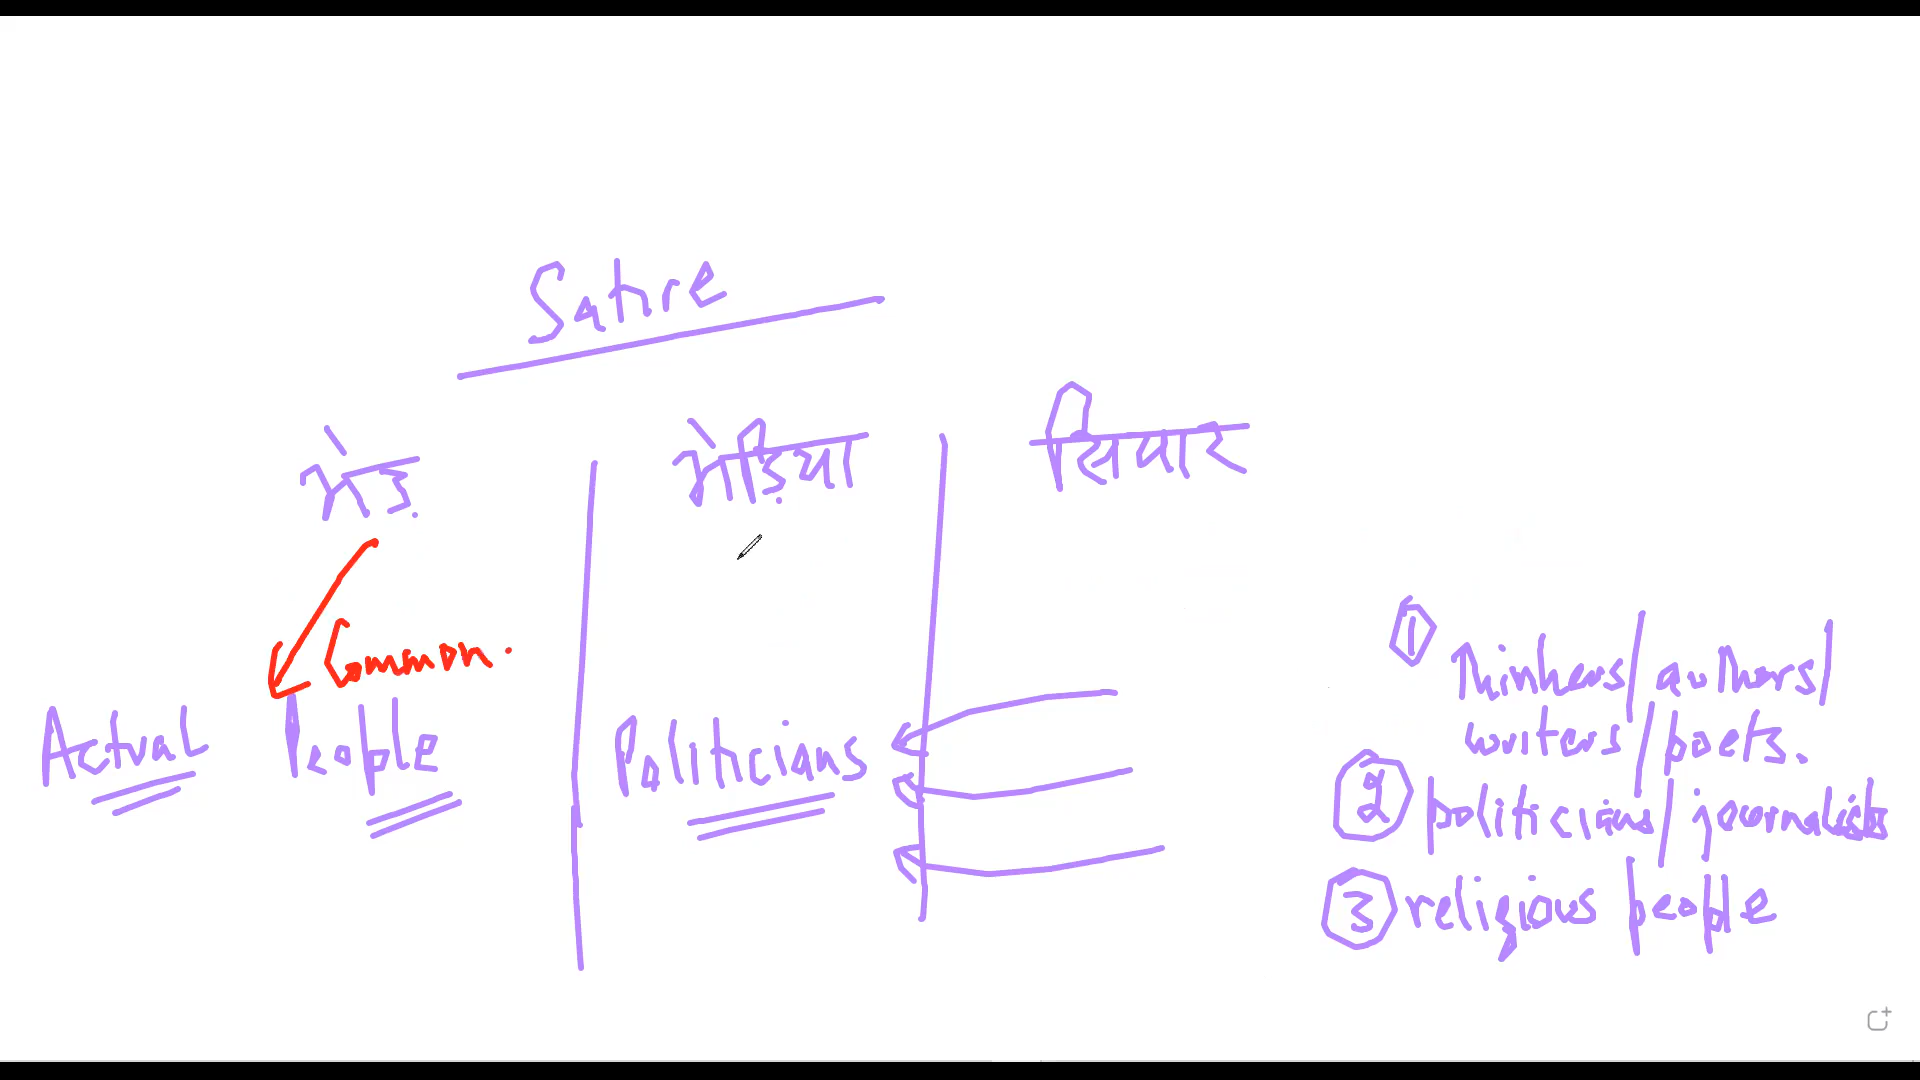 Satire
भेड़ भेड़िया सियार
Common.
Actual People Politicians
① Thinkers/authors/
writers/poets.
② politicians/journalists
③ religious people